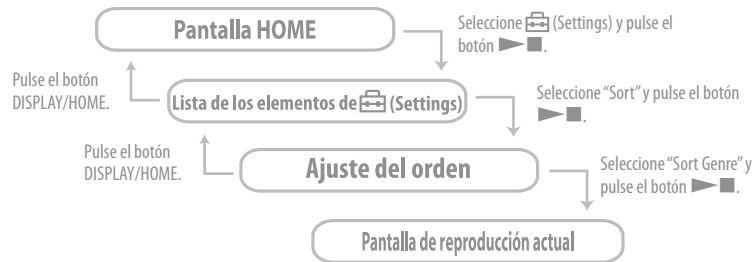 Pantalla HOME
Seleccione (Settings) y pulse el
botón ►■.
Pulse el botón
DISPLAY/HOME.
Lista de los elementos de (Settings)
Seleccione “Sort” y pulse el botón
►■.
Pulse el botón
DISPLAY/HOME.
Ajuste del orden
Seleccione “Sort Genre” y
pulse el botón ►■.
Pantalla de reproducción actual